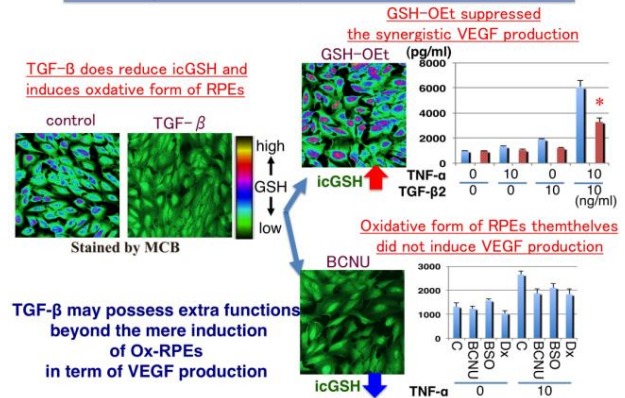 GSH-OEt suppressed
the synergistic VEGF production
TGF-ß does reduce icGSH and
induces oxdative form of RPEs
control
TGF-β
high
GSH
low
Stained by MCB
GSH-OEt
icGSH
(pg/ml)
8000
6000
4000
2000
0
*
TNF-α 0 10 0 10
TGF-β2 0 0 10 10
(ng/ml)
Oxidative form of RPEs themthelves
did not induce VEGF production
BCNU
icGSH
3000
2000
1000
0
C BCNU BSO Dx C BCNU BSO Dx
TNF-α 0 10
TGF-β may possess extra functions
beyond the mere induction
of Ox-RPEs
in term of VEGF production